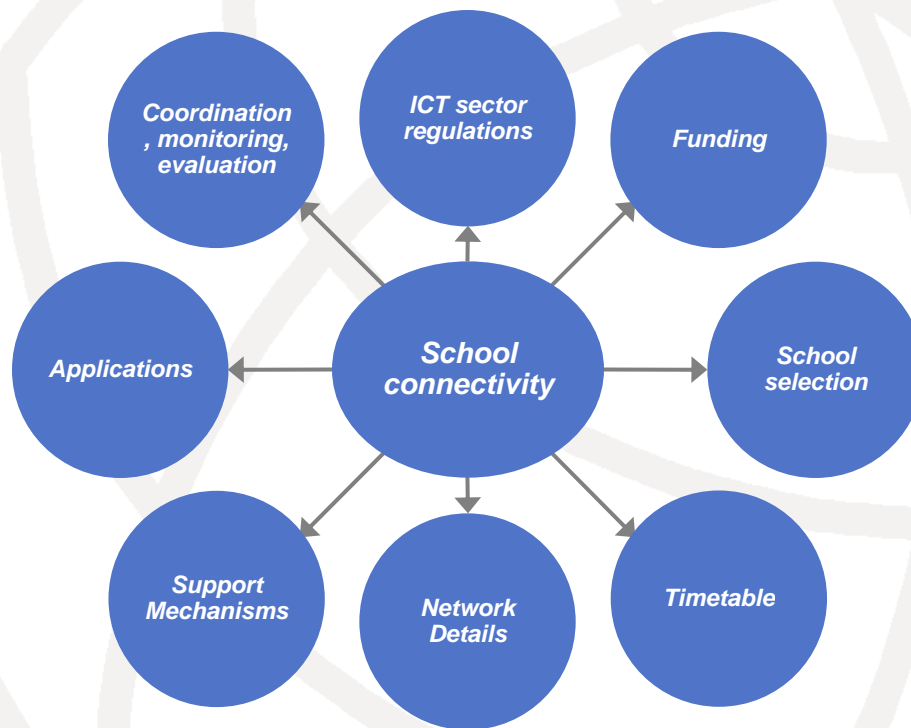 Coordination
, monitoring,
evaluation
ICT sector
regulations
Funding
Applications
School
connectivity
School
selection
Support
Mechanisms
Network
Details
Timetable